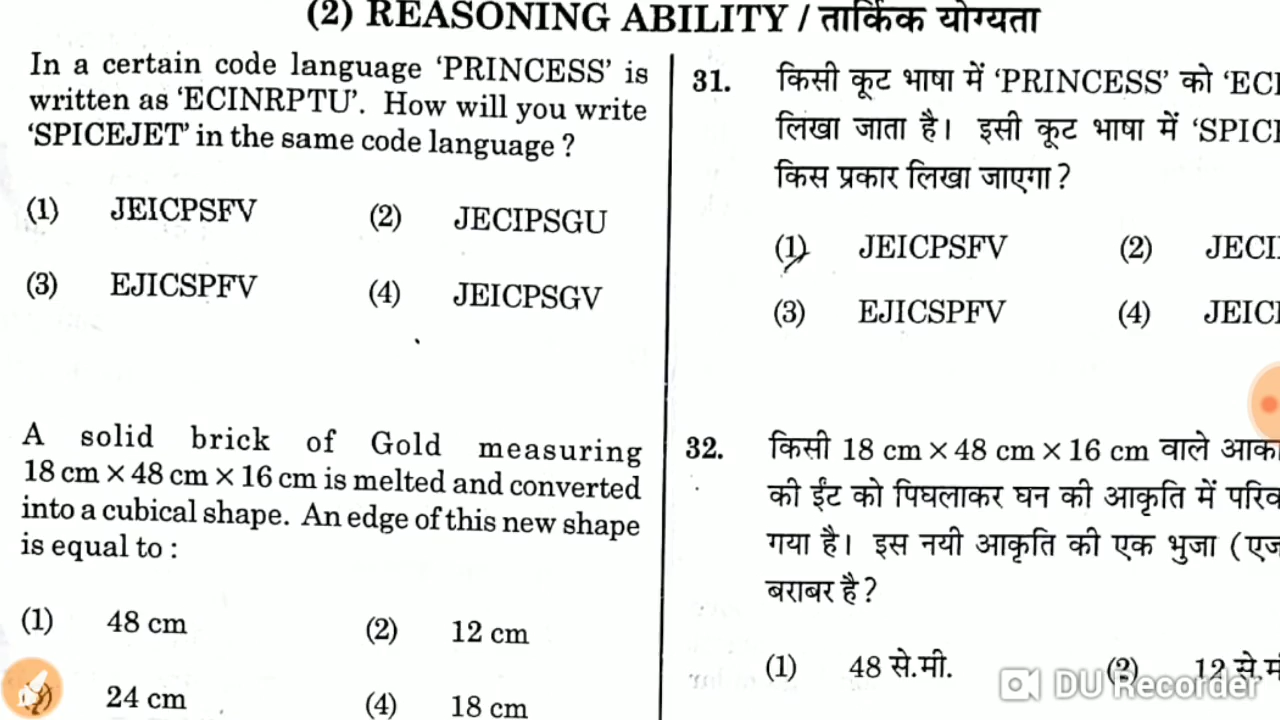 (2) REASONING ABILITY / तार्किक योग्यता
In a certain code language ‘PRINCESS’ is
written as ‘ECINRPTU’. How will you write
‘SPICEJET’ in the same code language ?
(1) JEICPSFV (2) JECIPSGU
(3) EJICSPFV (4) JEICPSGV
A solid brick of Gold measuring
18 cm × 48 cm × 16 cm is melted and converted
into a cubical shape. An edge of this new shape
is equal to :
(1) 48 cm (2) 12 cm
24 cm (4) 18 cm
31. किसी कूट भाषा में ‘PRINCESS’ को ‘ECI
लिखा जाता है। इसी कूट भाषा में ‘SPICE
किस प्रकार लिखा जाएगा ?
(1) JEICPSFV (2) JECI
(3) EJICSPFV (4) JEIC
32. किसी 18 cm × 48 cm × 16 cm वाले आका
की ईंट को पिघलाकर घन की आकृति में परिव
गया है। इस नयी आकृति की एक भुजा (एज
बराबर है ?
(1) 48 से.मी. (2) 12 से.मी
DU Recorder